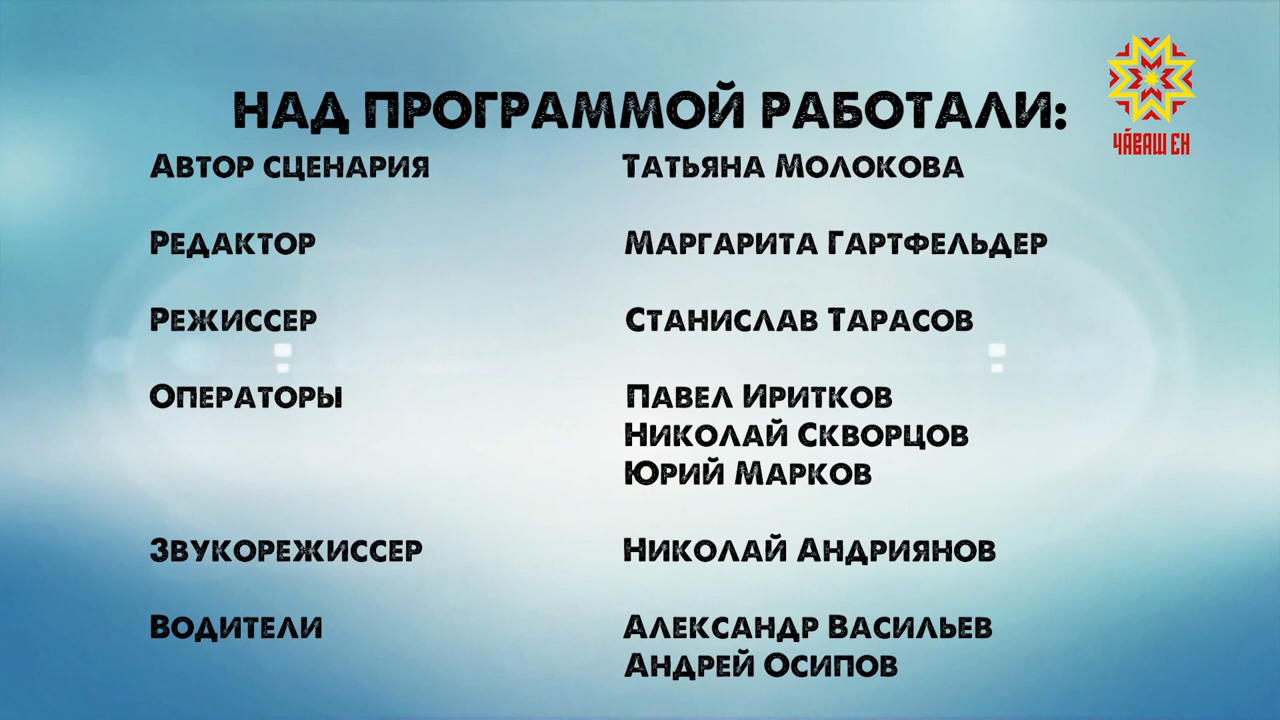 НАД ПРОГРАММОЙ РАБОТАЛИ:
ЧӐВАШ ЕН
АВТОР СЦЕНАРИЯ ТАТЬЯНА МОЛОКОВА
РЕДАКТОР МАРГАРИТА ГАРТФЕЛЬДЕР
РЕЖИССЕР СТАНИСЛАВ ТАРАСОВ
ОПЕРАТОРЫ ПАВЕЛ ИРИТКОВ
НИКОЛАЙ СКВОРЦОВ
ЮРИЙ МАРКОВ
ЗВУКОРЕЖИССЕР НИКОЛАЙ АНДРИЯНОВ
ВОДИТЕЛИ АЛЕКСАНДР ВАСИЛЬЕВ
АНДРЕЙ ОСИПОВ